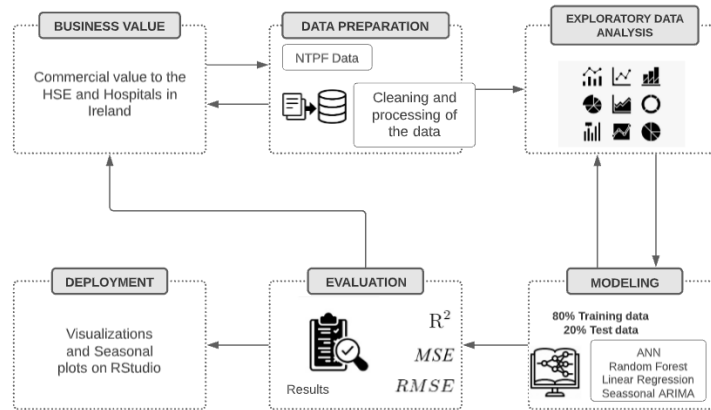 BUSINESS VALUE
Commercial value to the
HSE and Hospitals in
Ireland
DATA PREPARATION
NTPF Data
Cleaning and
processing of
the data
EXPLORATORY DATA
ANALYSIS
DEPLOYMENT
Visualizations
and Seasonal
plots on RStudio
EVALUATION
Results
R²
MSE
RMSE
MODELING
80% Training data
20% Test data
ANN
Random Forest
Linear Regression
Seassonal ARIMA